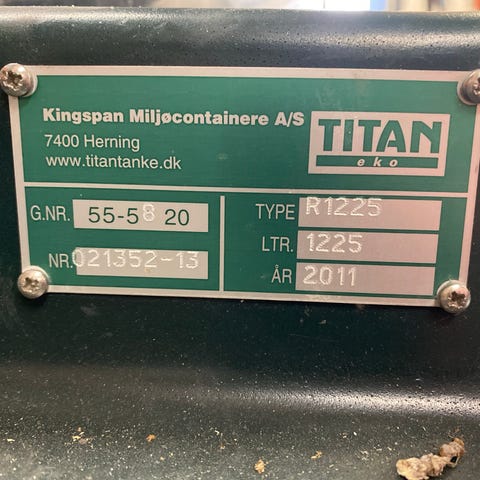 Kingspan Miljøcontainere A/S
7400 Herning
www.titantanke.dk
TITAN
eko
G.NR. 55-58 20
NR. 021352-13
TYPE R1225
LTR. 1225
ÅR 2011